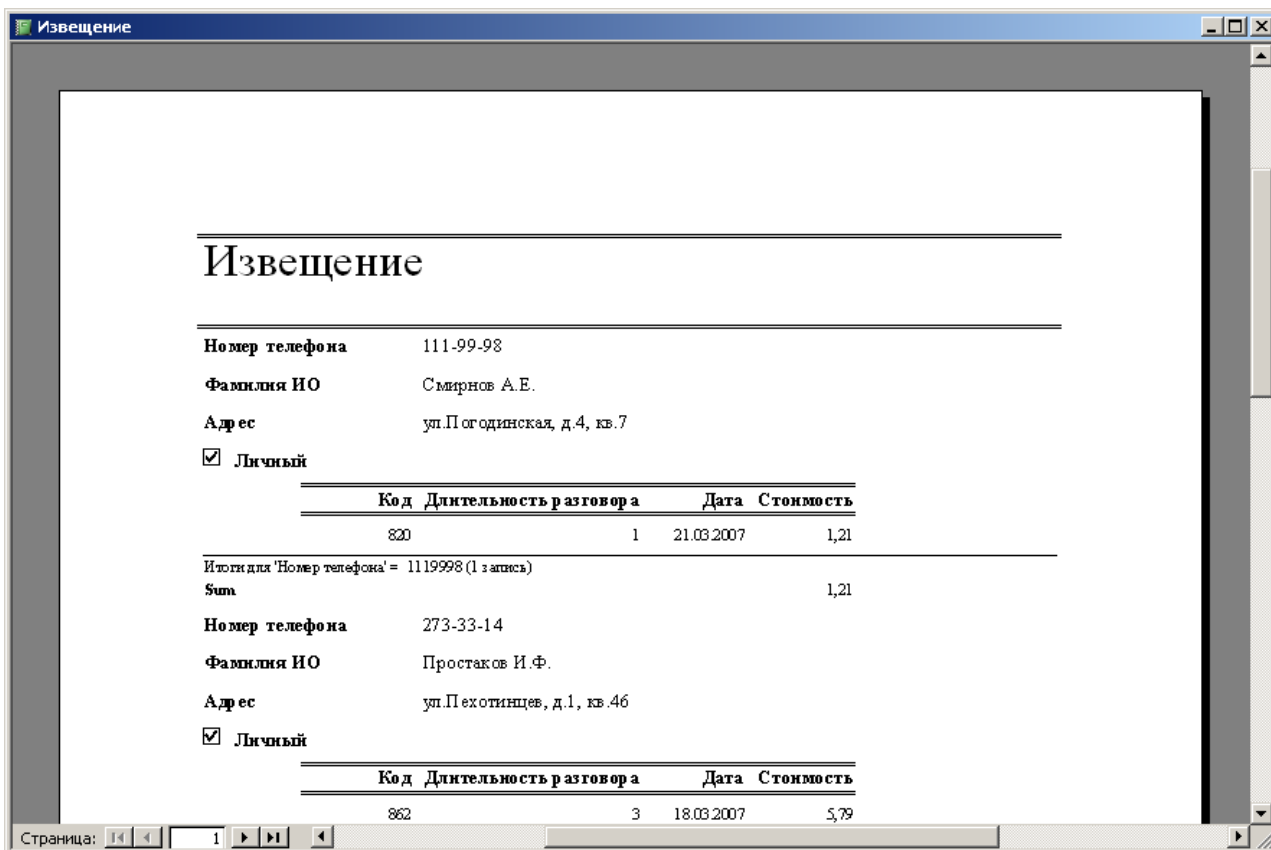 Извещение
Извещение
Номер телефона 111-99-98
Фамилия ИО Смирнов А.Е.
Адрес ул.Погодинская, д.4, кв.7
Личный
Код Длительность разговора Дата Стоимость
820 1 21.03.2007 1,21
Итоги для 'Номер телефона' = 1119998 (1 запись)
Sum 1,21
Номер телефона 273-33-14
Фамилия ИО Простаков И.Ф.
Адрес ул.Пехотинцев, д.1, кв.46
Личный
Код Длительность разговора Дата Стоимость
862 3 18.03.2007 5,79
Страница: 1